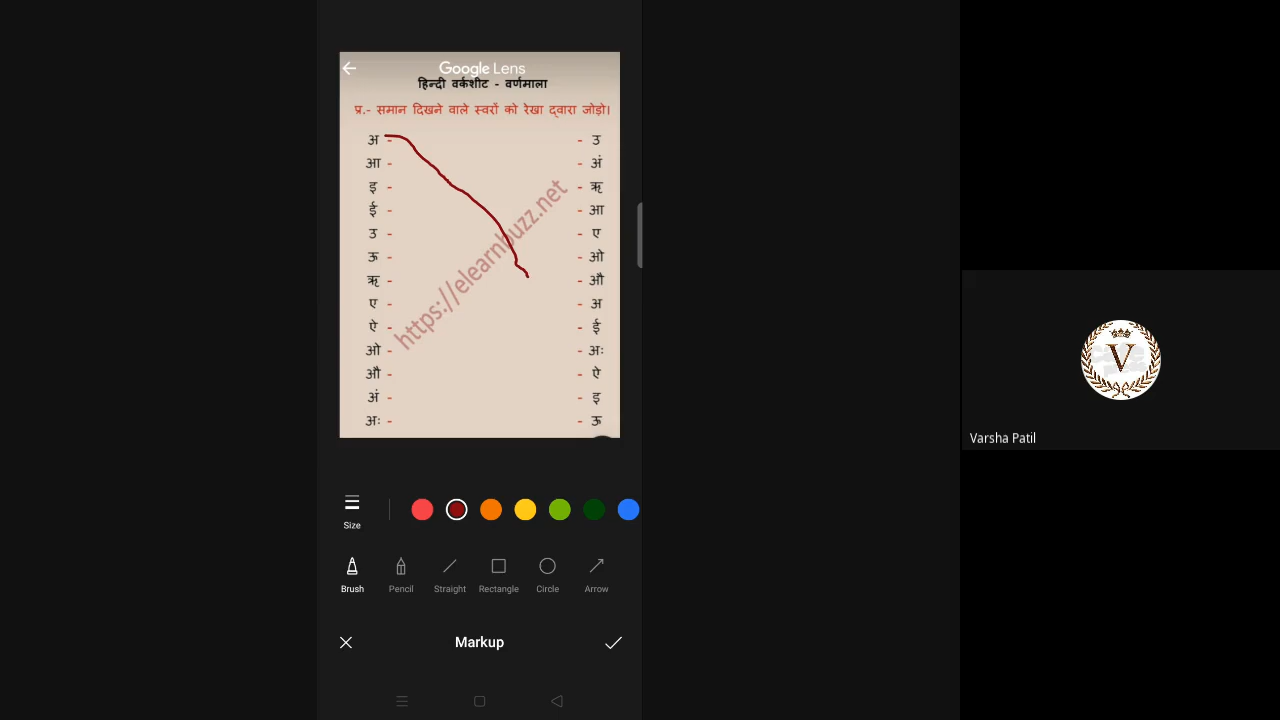 Google Lens
हिन्दी वर्कशीट - वर्णमाला
प्र.- समान दिखने वाले स्वरों को रेखा द्वारा जोड़ो।
अ - - उ
आ - - अं
इ - - ऋ
ई - - आ
उ - - ए
ऊ - - ओ
ऋ - - औ
ए - - अ
ऐ - - ई
ओ - - अः
औ - - ऐ
अं - - इ
अः - - ऊ
https://elearnbuzz.net
V
Varsha Patil
Size
Brush Pencil Straight Rectangle Circle Arrow
Markup